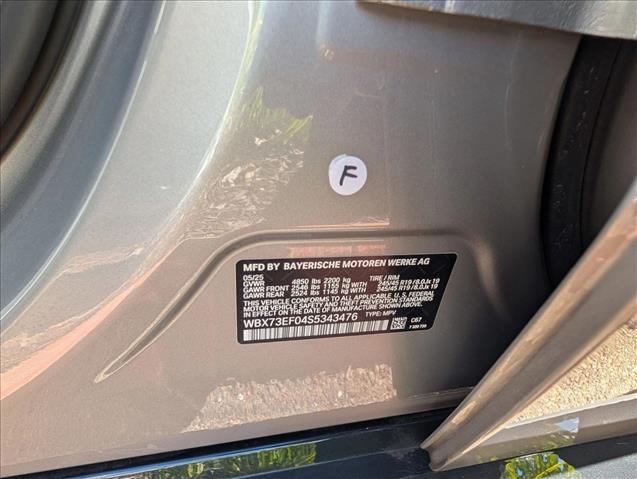 F
MFD BY BAYERISCHE MOTOREN WERKE AG
05/25
GVWR 4850 lbs 2200 kg TIRE / RIM
GAWR FRONT 2546 lbs 1155 kg WITH 245/45 R19 / 8.0Jx 19
GAWR REAR 2524 lbs 1145 kg WITH 245/45 R19 / 8.0Jx 19
THIS VEHICLE CONFORMS TO ALL APPLICABLE U.S. FEDERAL
MOTOR VEHICLE SAFETY AND THEFT PREVENTION STANDARDS
IN EFFECT ON THE DATE OF MANUFACTURE SHOWN ABOVE.
WBX73EF04S5343476 TYPE: MPV
C67